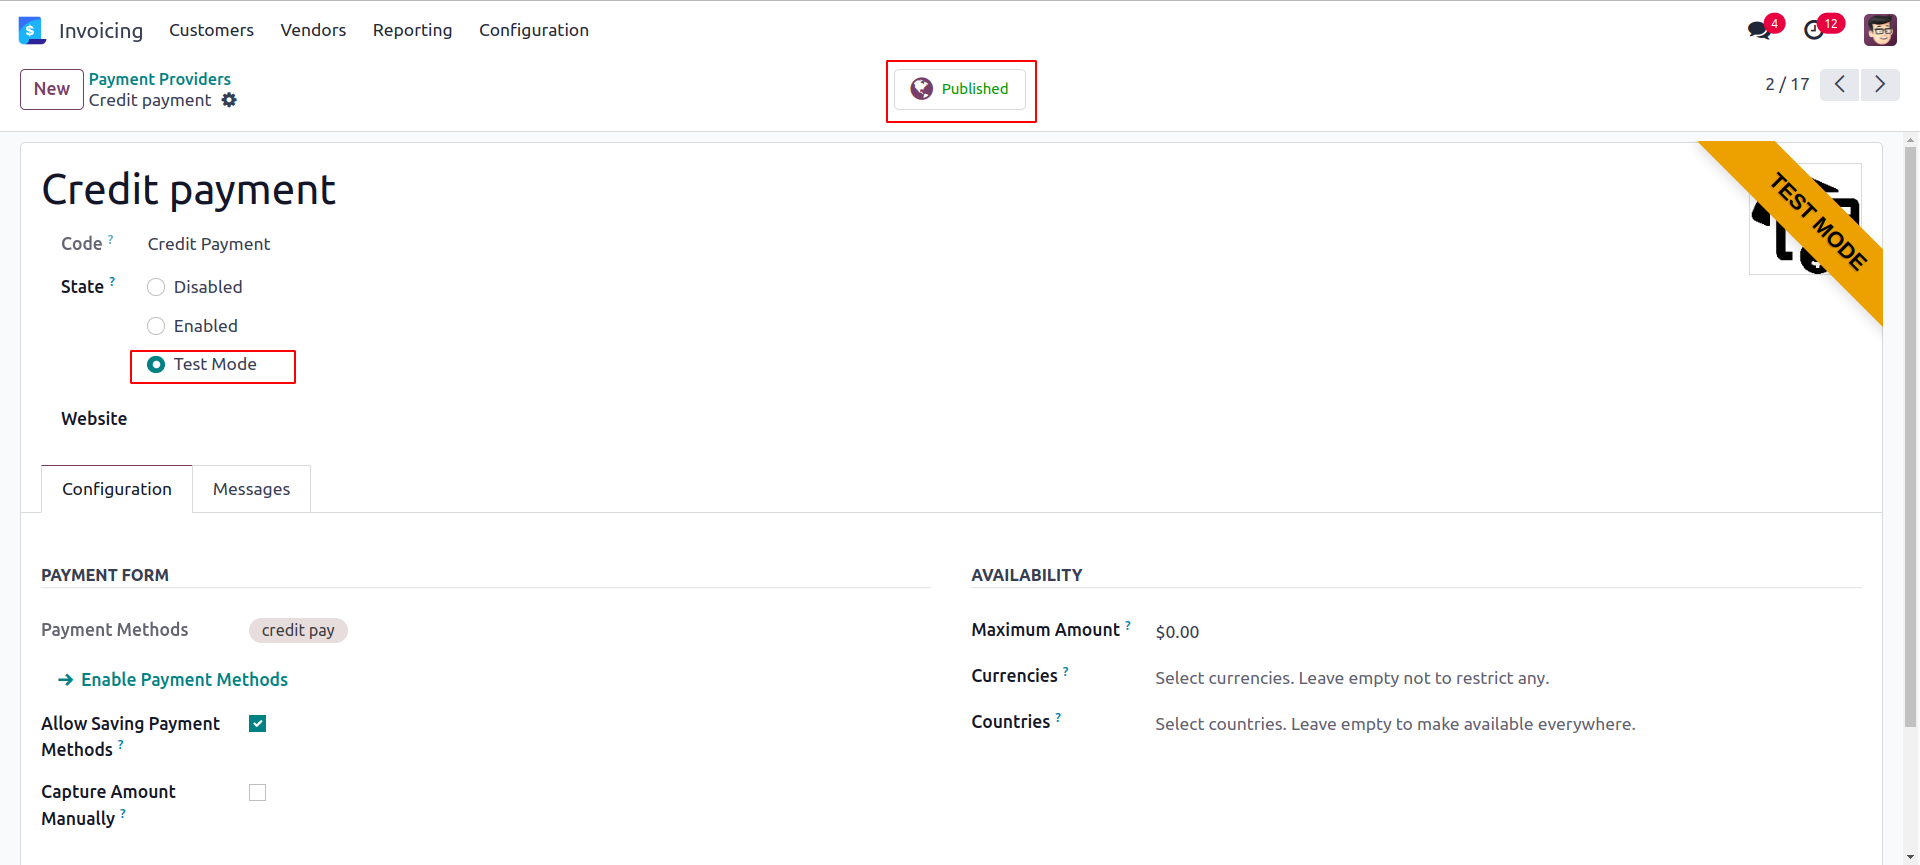 Invoicing Customers Vendors Reporting Configuration 4 12
New Payment Providers
Credit payment
Published
2 / 17
Credit payment
TEST MODE
Code ? Credit Payment
State ? Disabled
Enabled
Test Mode
Website
Configuration Messages
PAYMENT FORM
Payment Methods credit pay
→ Enable Payment Methods
Allow Saving Payment
Methods ?
Capture Amount
Manually ?
AVAILABILITY
Maximum Amount ? $0.00
Currencies ? Select currencies. Leave empty not to restrict any.
Countries ? Select countries. Leave empty to make available everywhere.